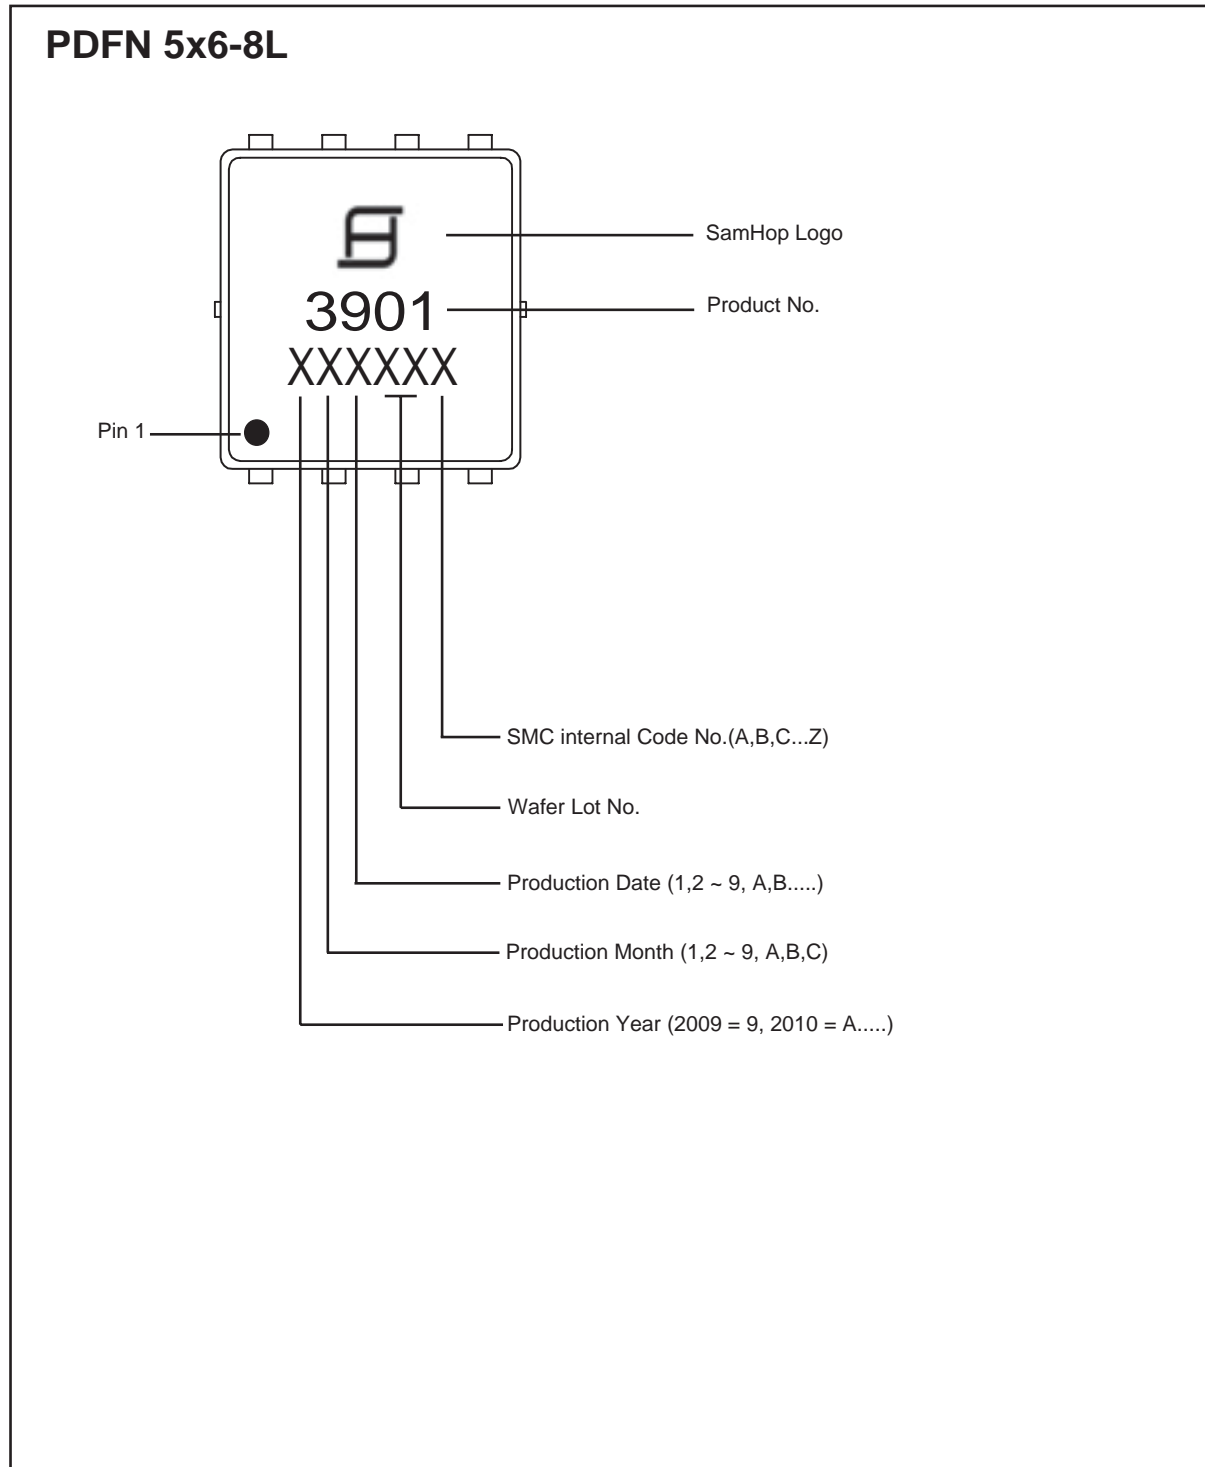 PDFN 5x6-8L
SamHop Logo
3901
Product No.
XXXXXX
Pin 1
SMC internal Code No.(A,B,C...Z)
Wafer Lot No.
Production Date (1,2 ~ 9, A,B.....)
Production Month (1,2 ~ 9, A,B,C)
Production Year (2009 = 9, 2010 = A.....)